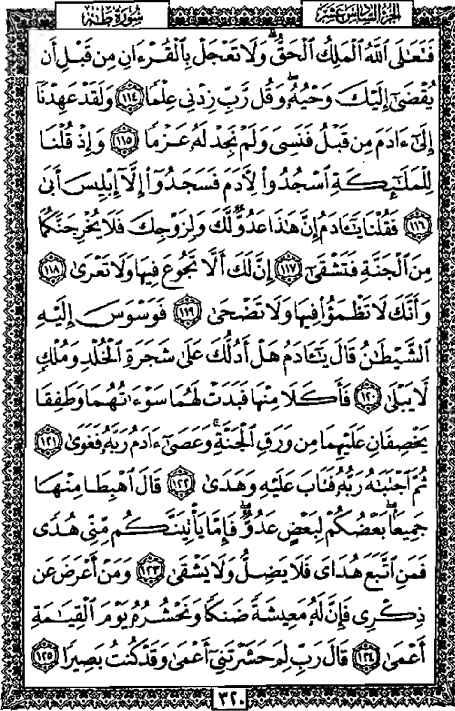 الجزء السادس عشر
سورة طه
فَتَعَٰلَى ٱللَّهُ ٱلۡمَلِكُ ٱلۡحَقُّۗ وَلَا تَعۡجَلۡ بِٱلۡقُرۡءَانِ مِن قَبۡلِ أَن
يُقۡضَىٰٓ إِلَيۡكَ وَحۡيُهُۥۖ وَقُل رَّبِّ زِدۡنِي عِلۡمٗا ١١٤ وَلَقَدۡ عَهِدۡنَآ
إِلَىٰٓ ءَادَمَ مِن قَبۡلُ فَنَسِيَ وَلَمۡ نَجِدۡ لَهُۥ عَزۡمٗا ١١٥ وَإِذۡ قُلۡنَا
لِلۡمَلَٰٓئِكَةِ ٱسۡجُدُواْ لِأٓدَمَ فَسَجَدُوٓاْ إِلَّآ إِبۡلِيسَ أَبَىٰ
١١٦ فَقُلۡنَا يَٰٓـَٔادَمُ إِنَّ هَٰذَا عَدُوّٞ لَّكَ وَلِزَوۡجِكَ فَلَا يُخۡرِجَنَّكُمَا
مِنَ ٱلۡجَنَّةِ فَتَشۡقَىٰٓ ١١٧ إِنَّ لَكَ أَلَّا تَجُوعَ فِيهَا وَلَا تَعۡرَىٰ ١١٨
وَأَنَّكَ لَا تَظۡمَؤُاْ فِيهَا وَلَا تَضۡحَىٰ ١١٩ فَوَسۡوَسَ إِلَيۡهِ
ٱلشَّيۡطَٰنُ قَالَ يَٰٓـَٔادَمُ هَلۡ أَدُلُّكَ عَلَىٰ شَجَرَةِ ٱلۡخُلۡدِ وَمُلۡكٖ
لَّا يَبۡلَىٰ ١٢٠ فَأَكَلَا مِنۡهَا فَبَدَتۡ لَهُمَا سَوۡءَٰتُهُمَا وَطَفِقَا
يَخۡصِفَانِ عَلَيۡهِمَا مِن وَرَقِ ٱلۡجَنَّةِۚ وَعَصَىٰٓ ءَادَمُ رَبَّهُۥ فَغَوَىٰ ١٢١
ثُمَّ ٱجۡتَبَٰهُ رَبُّهُۥ فَتَابَ عَلَيۡهِ وَهَدَىٰ ١٢٢ قَالَ ٱهۡبِطَا مِنۡهَا
جَمِيعَۢاۖ بَعۡضُكُمۡ لِبَعۡضٍ عَدُوّٞۖ فَإِمَّا يَأۡتِيَنَّكُم مِّنِّي هُدٗى
فَمَنِ ٱتَّبَعَ هُدَايَ فَلَا يَضِلُّ وَلَا يَشۡقَىٰ ١٢٣ وَمَنۡ أَعۡرَضَ عَن
ذِكۡرِي فَإِنَّ لَهُۥ مَعِيشَةٗ ضَنكٗا وَنَحۡشُرُهُۥ يَوۡمَ ٱلۡقِيَٰمَةِ
أَعۡمَىٰ ١٢٤ قَالَ رَبِّ لِمَ حَشَرۡتَنِيٓ أَعۡمَىٰ وَقَدۡ كُنتُ بَصِيرٗا ١٢٥
٣٢٠